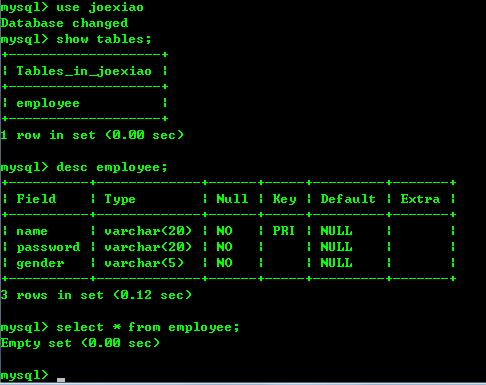 mysql> use joexiao
Database changed
mysql> show tables;
+-------------------+
| Tables_in_joexiao |
+-------------------+
| employee          |
+-------------------+
1 row in set (0.00 sec)

mysql> desc employee;
+----------+-------------+------+-----+---------+-------+
| Field    | Type        | Null | Key | Default | Extra |
+----------+-------------+------+-----+---------+-------+
| name     | varchar(20) | NO   | PRI | NULL    |       |
| password | varchar(20) | NO   |     | NULL    |       |
| gender   | varchar(5)  | NO   |     | NULL    |       |
+----------+-------------+------+-----+---------+-------+
3 rows in set (0.12 sec)

mysql> select * from employee;
Empty set (0.00 sec)

mysql> _